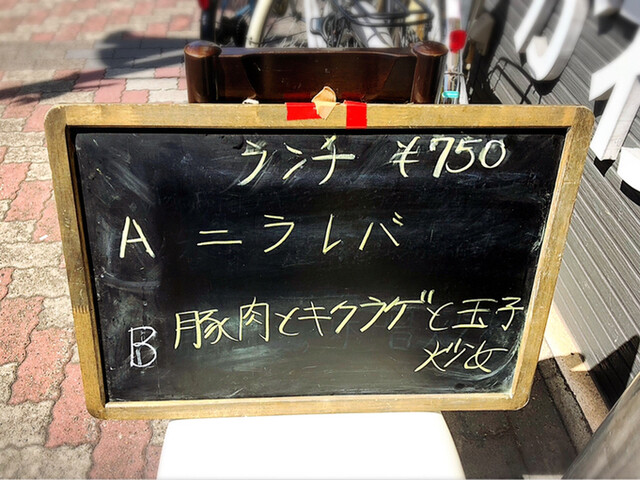 ランチ ¥750
A ニラレバ
B 豚肉とキクラゲと玉子
炒め